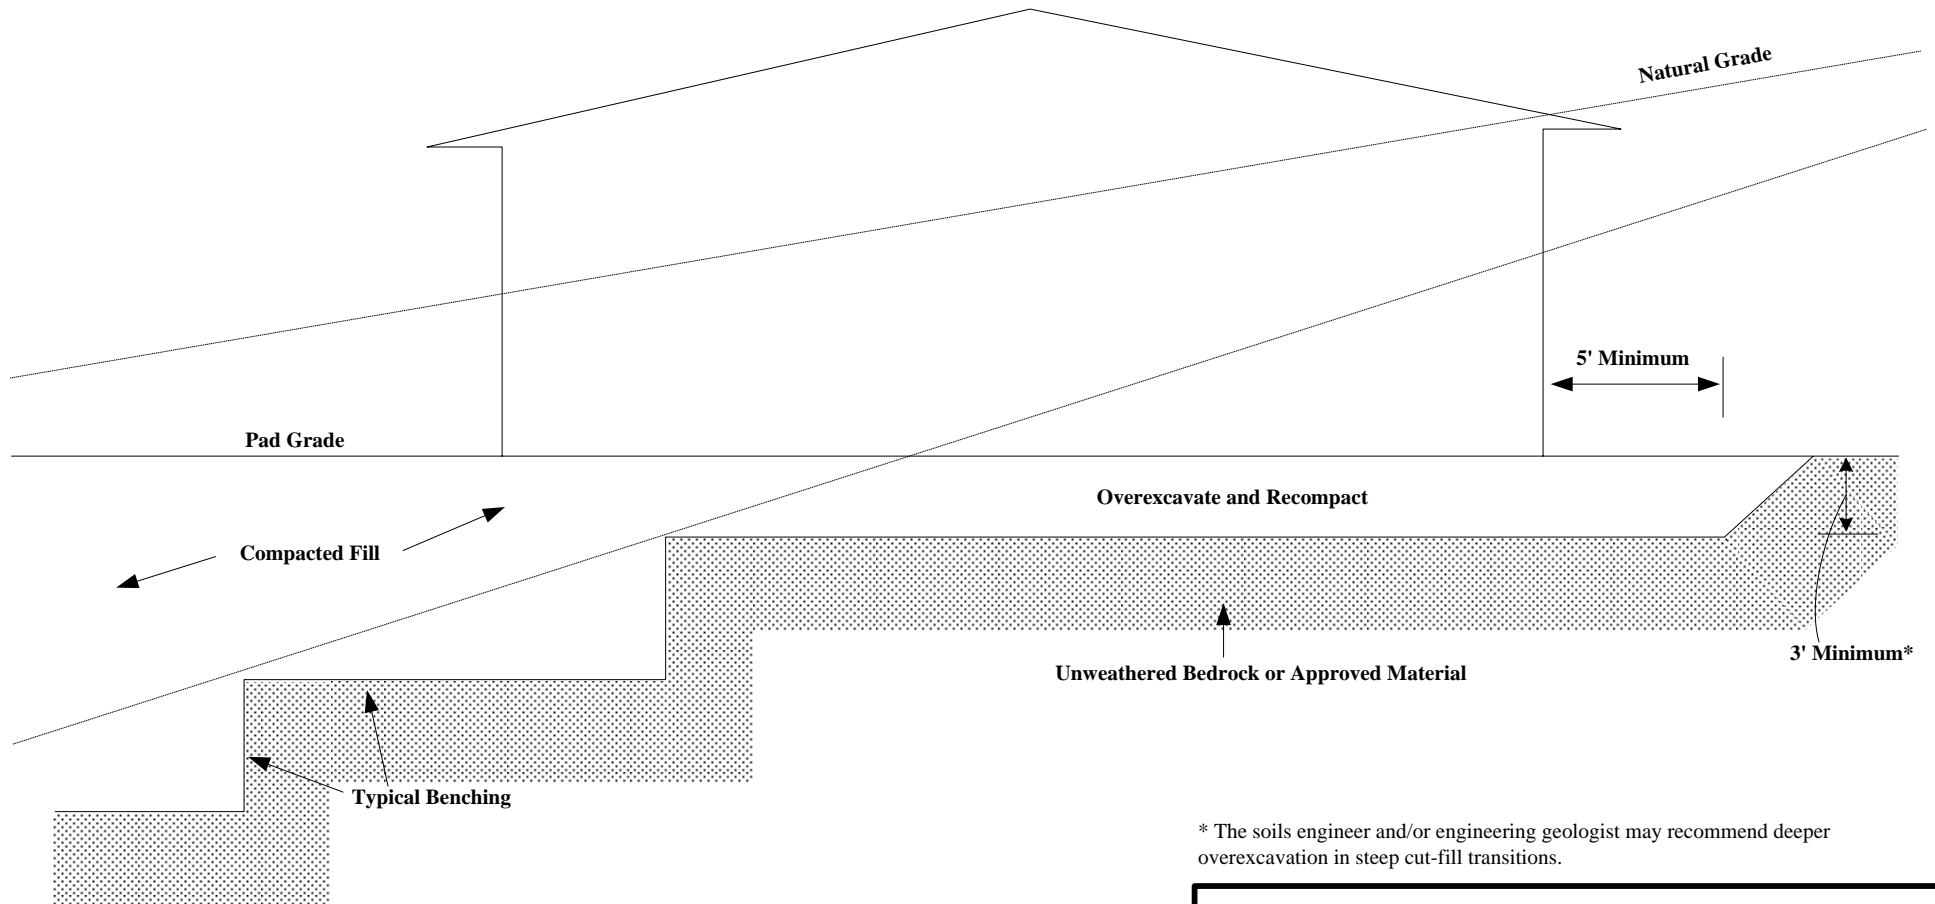 Natural Grade
5' Minimum
Pad Grade
Overexcavate and Recompact
Compacted Fill
3' Minimum*
Unweathered Bedrock or Approved Material
Typical Benching
* The soils engineer and/or engineering geologist may recommend deeper
overexcavation in steep cut-fill transitions.